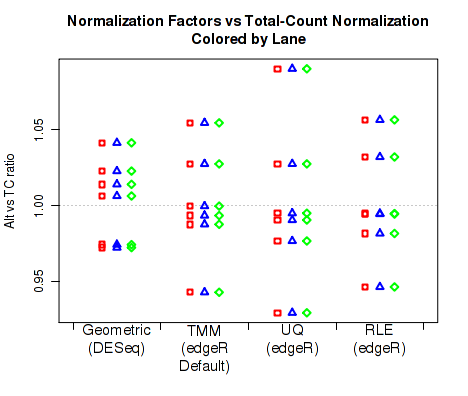 Normalization Factors vs Total-Count Normalization
Colored by Lane
Alt vs TC ratio
1.05
1.00
0.95
Geometric
(DESeq)
TMM
(edgeR
Default)
UQ
(edgeR)
RLE
(edgeR)